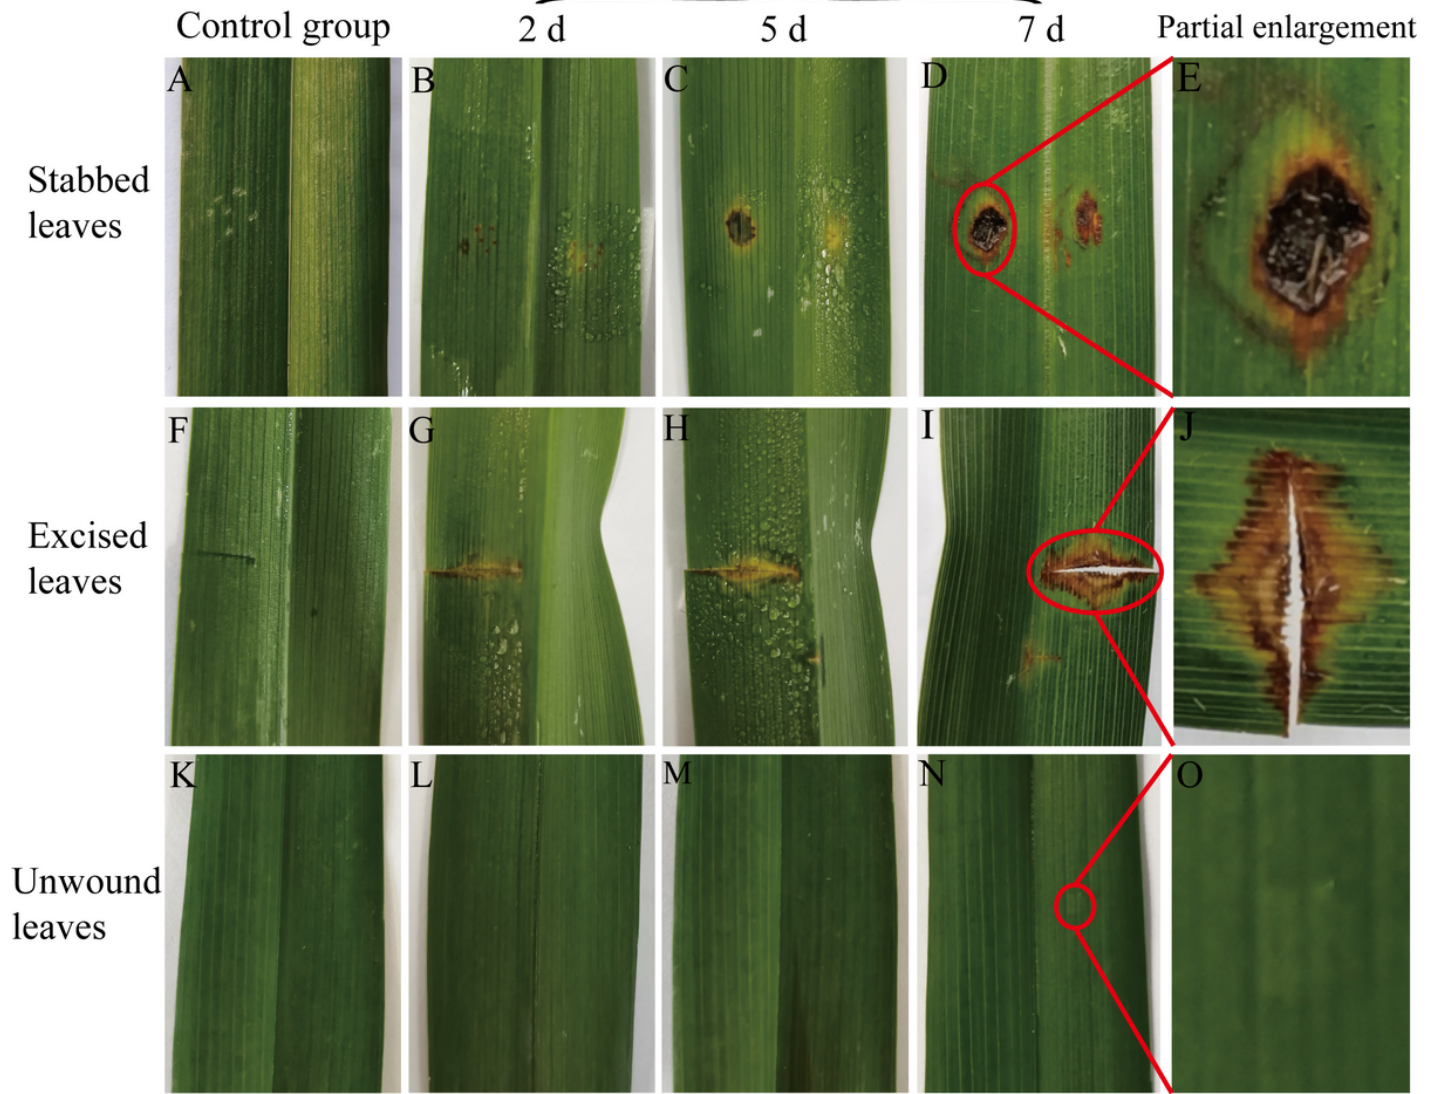 Control group 2 d 5 d 7 d Partial enlargement
A B C D E
Stabbed
leaves
F G H I J
Excised
leaves
K L M N O
Unwound
leaves